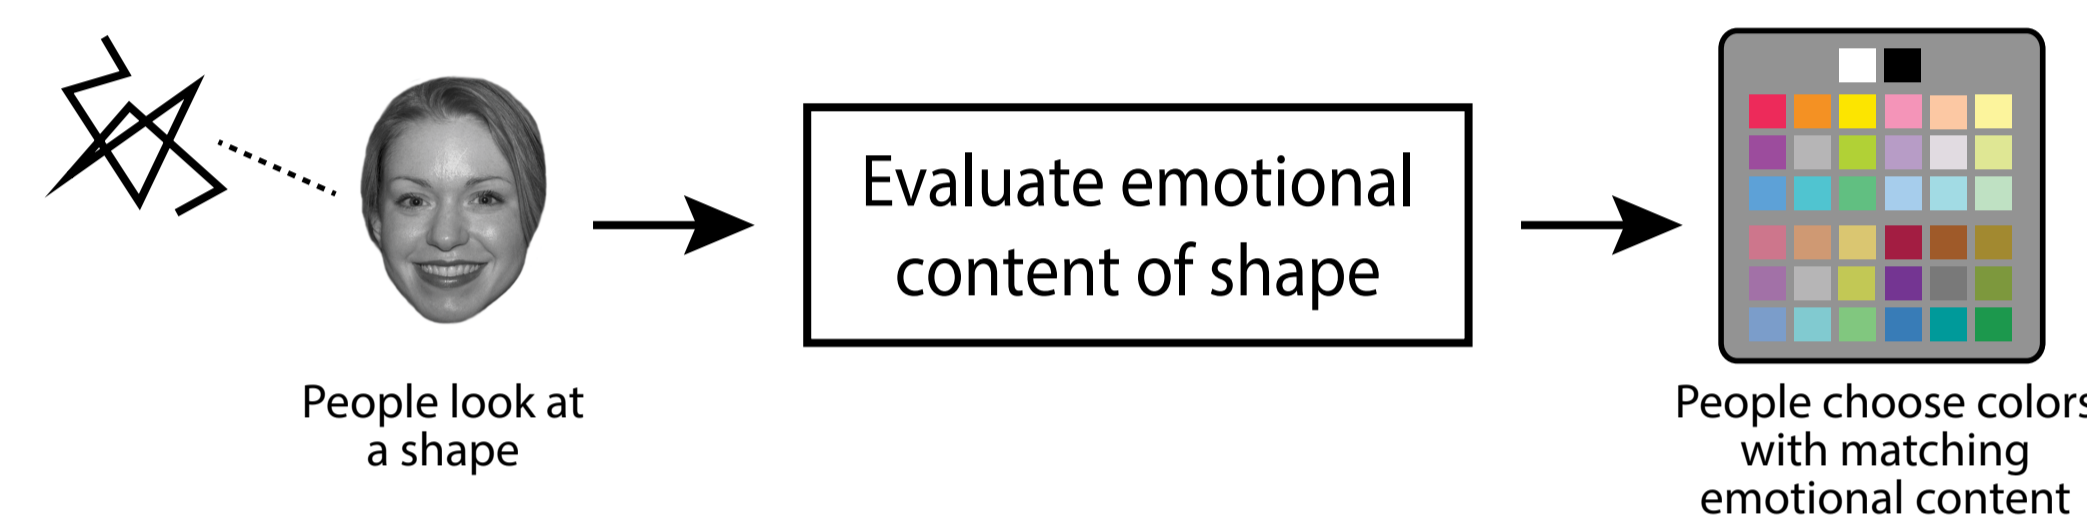 People look at
a shape
Evaluate emotional
content of shape
People choose colors
with matching
emotional content